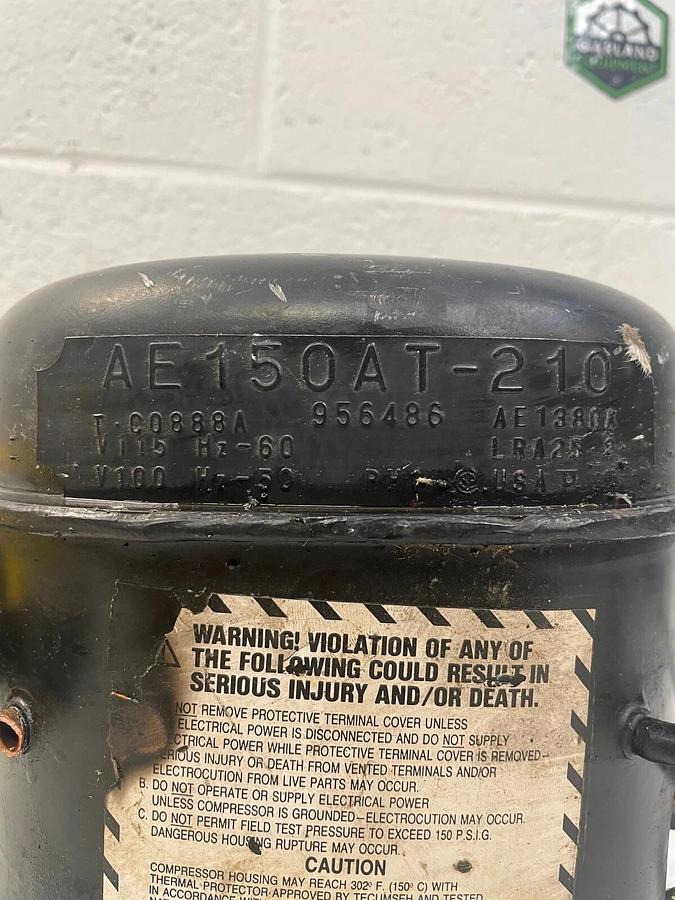 GARLAND
EQUIPMENT
AE150AT-210
T-C0888A 956486
V115 Hz-60 LRA25
V100 Hz-50 PH USA
WARNING! VIOLATION OF ANY OF
THE FOLLOWING COULD RESULT IN
SERIOUS INJURY AND/OR DEATH.
NOT REMOVE PROTECTIVE TERMINAL COVER UNLESS
ELECTRICAL POWER IS DISCONNECTED AND DO NOT SUPPLY
CTRICAL POWER WHILE PROTECTIVE TERMINAL COVER IS REMOVED-
ERIOUS INJURY OR DEATH FROM VENTED TERMINALS AND/OR
ELECTROCUTION FROM LIVE PARTS MAY OCCUR.
B. DO NOT OPERATE OR SUPPLY ELECTRICAL POWER
UNLESS COMPRESSOR IS GROUNDED-ELECTROCUTION MAY OCCUR.
C. DO NOT PERMIT FIELD TEST PRESSURE TO EXCEED 150 P.S.I.G.
DANGEROUS HOUSING RUPTURE MAY OCCUR.
CAUTION
COMPRESSOR HOUSING MAY REACH 302° F. (150° C) WITH
THERMAL PROTECTOR APPROVED BY TECUMSEH AND TESTED
IN ACCORDANCE WITH